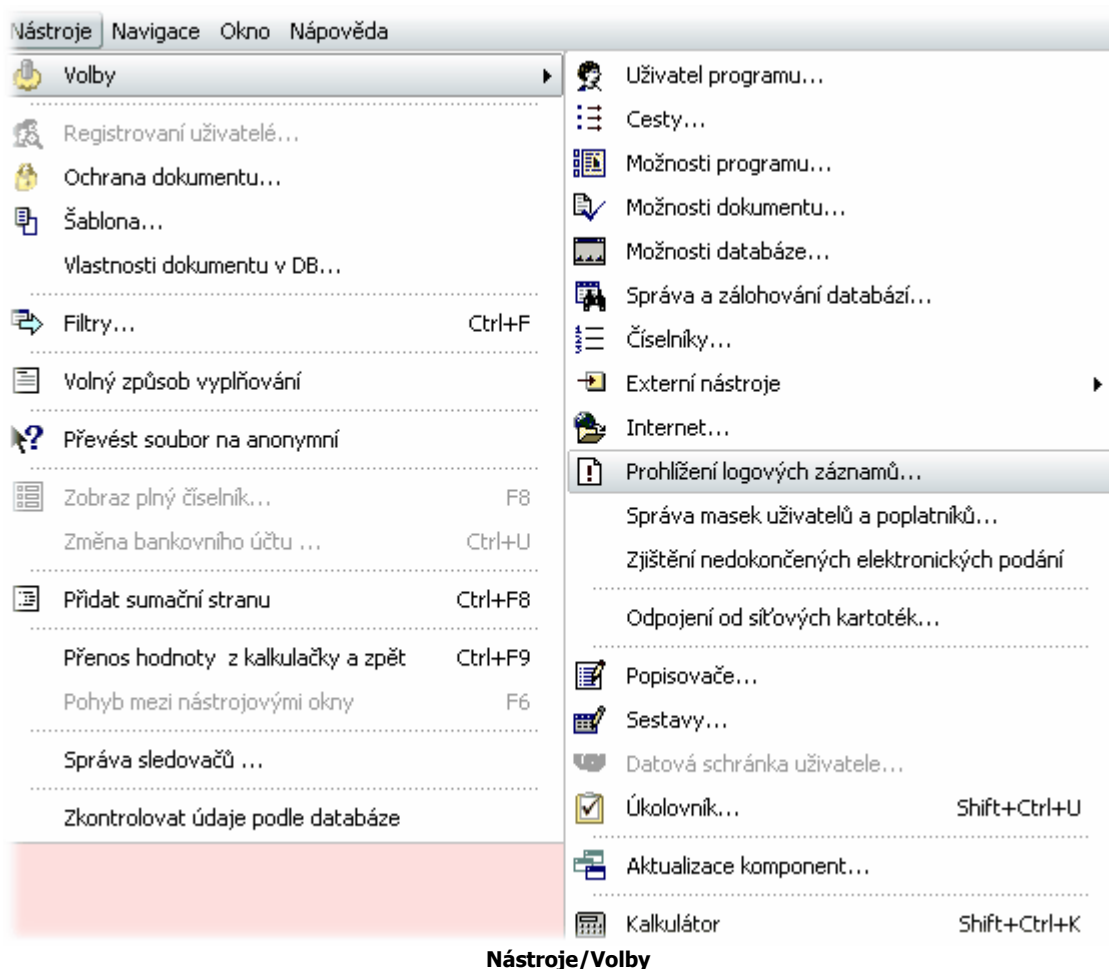 Nástroje Navigace Okno Nápověda
Volby
Registrovaní uživatelé...
Ochrana dokumentu...
Šablona...
Vlastnosti dokumentu v DB...
Filtry... Ctrl+F
Volný způsob vyplňování
Převést soubor na anonymní
Zobraz plný číselník... F8
Změna bankovního účtu ... Ctrl+U
Přidat sumační stranu Ctrl+F8
Přenos hodnoty z kalkulačky a zpět Ctrl+F9
Pohyb mezi nástrojovými okny F6
Správa sledovačů ...
Zkontrolovat údaje podle databáze
Uživatel programu...
Cesty...
Možnosti programu...
Možnosti dokumentu...
Možnosti databáze...
Správa a zálohování databází...
Číselníky...
Externí nástroje
Internet...
Prohlížení logových záznamů...
Správa masek uživatelů a poplatníků...
Zjištění nedokončených elektronických podání
Odpojení od síťových kartoték...
Popisovače...
Sestavy...
Datová schránka uživatele...
Úkolovník... Shift+Ctrl+U
Aktualizace komponent...
Kalkulátor Shift+Ctrl+K
Nástroje/Volby